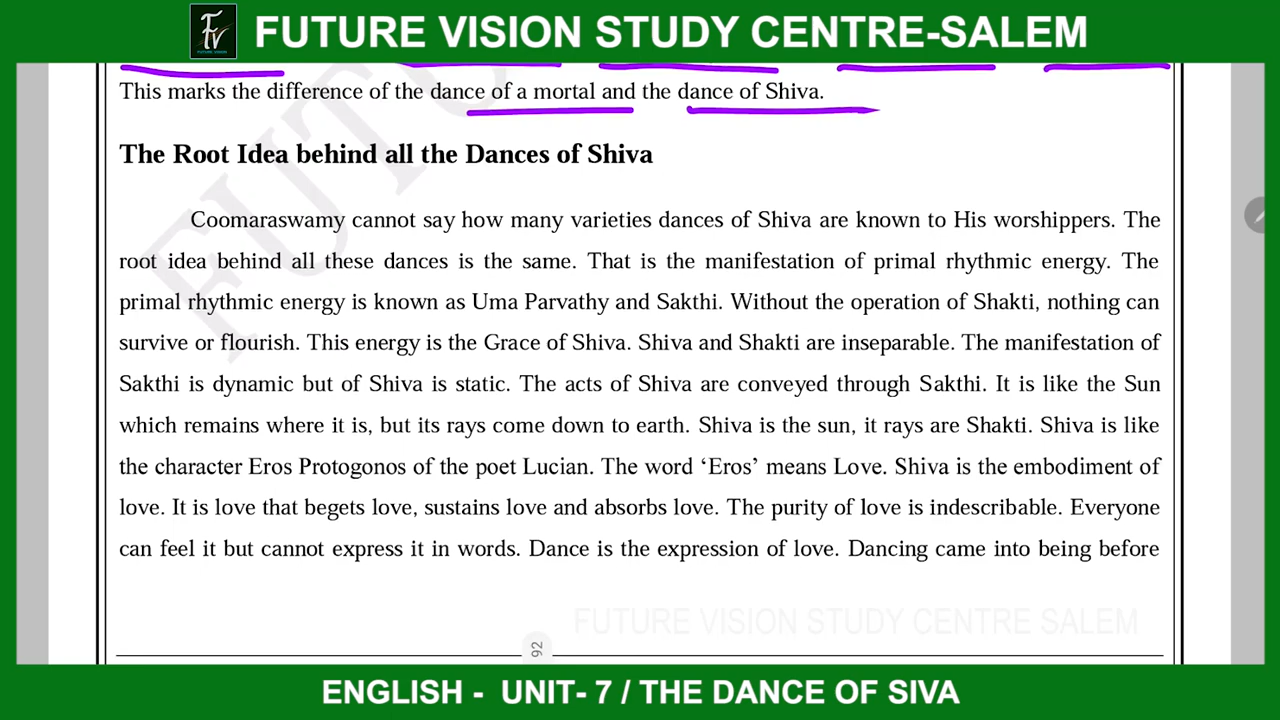 FUTURE VISION STUDY CENTRE-SALEM
This marks the difference of the dance of a mortal and the dance of Shiva.
The Root Idea behind all the Dances of Shiva
Coomaraswamy cannot say how many varieties dances of Shiva are known to His worshippers. The
root idea behind all these dances is the same. That is the manifestation of primal rhythmic energy. The
primal rhythmic energy is known as Uma Parvathy and Sakthi. Without the operation of Shakti, nothing can
survive or flourish. This energy is the Grace of Shiva. Shiva and Shakti are inseparable. The manifestation of
Sakthi is dynamic but of Shiva is static. The acts of Shiva are conveyed through Sakthi. It is like the Sun
which remains where it is, but its rays come down to earth. Shiva is the sun, it rays are Shakti. Shiva is like
the character Eros Protogonos of the poet Lucian. The word ‘Eros’ means Love. Shiva is the embodiment of
love. It is love that begets love, sustains love and absorbs love. The purity of love is indescribable. Everyone
can feel it but cannot express it in words. Dance is the expression of love. Dancing came into being before
FUTURE VISION STUDY CENTRE SALEM
92
ENGLISH - UNIT- 7 / THE DANCE OF SIVA